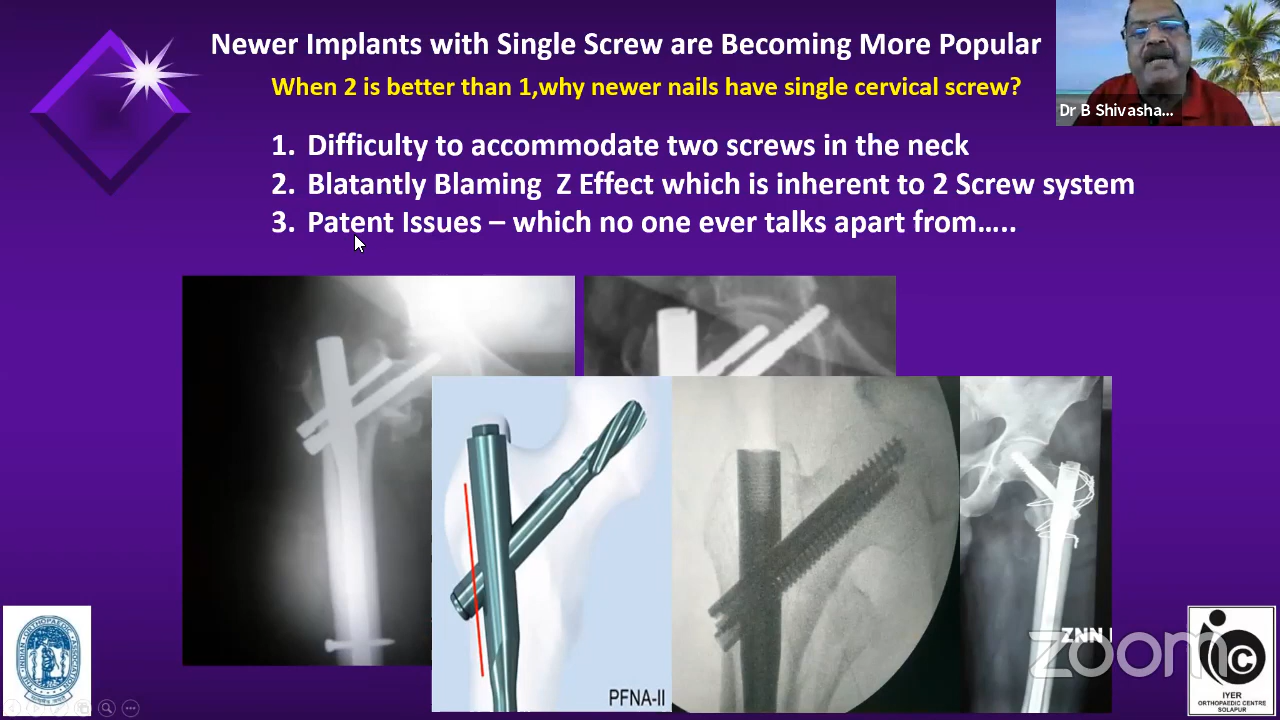 Newer Implants with Single Screw are Becoming More Popular
When 2 is better than 1,why newer nails have single cervical screw?
Dr B Shivasha...
1. Difficulty to accommodate two screws in the neck
2. Blatantly Blaming Z Effect which is inherent to 2 Screw system
3. Patent Issues – which no one ever talks apart from…..
PFNA-II
ZNN
zoom
INDIAN ORTHOPAEDIC ASSOCIATION
IYER
ORTHOPAEDIC CENTRE
SOLAPUR